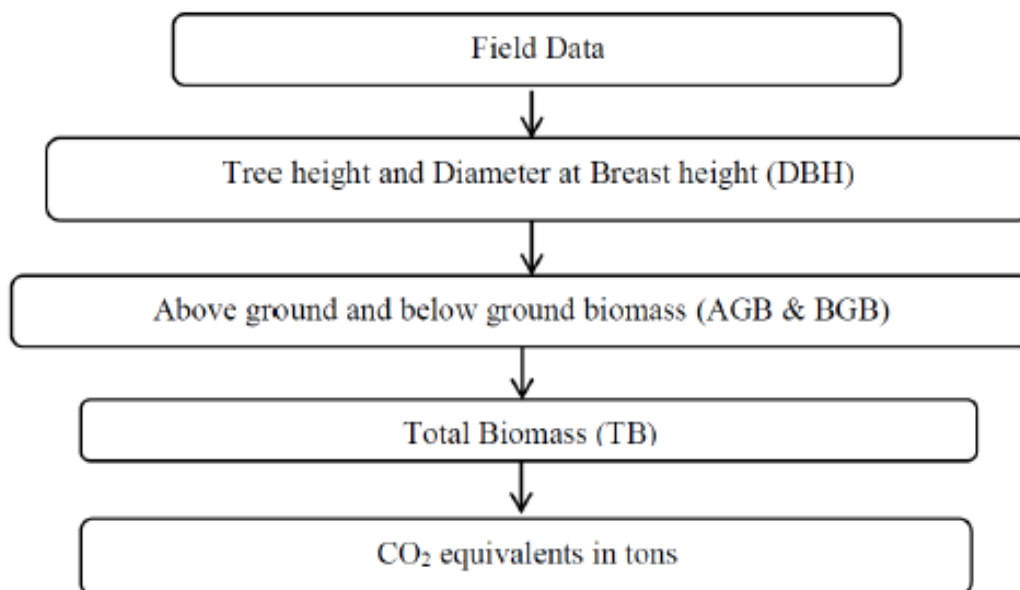 Field Data
Tree height and Diameter at Breast height (DBH)
Above ground and below ground biomass (AGB & BGB)
Total Biomass (TB)
CO₂ equivalents in tons